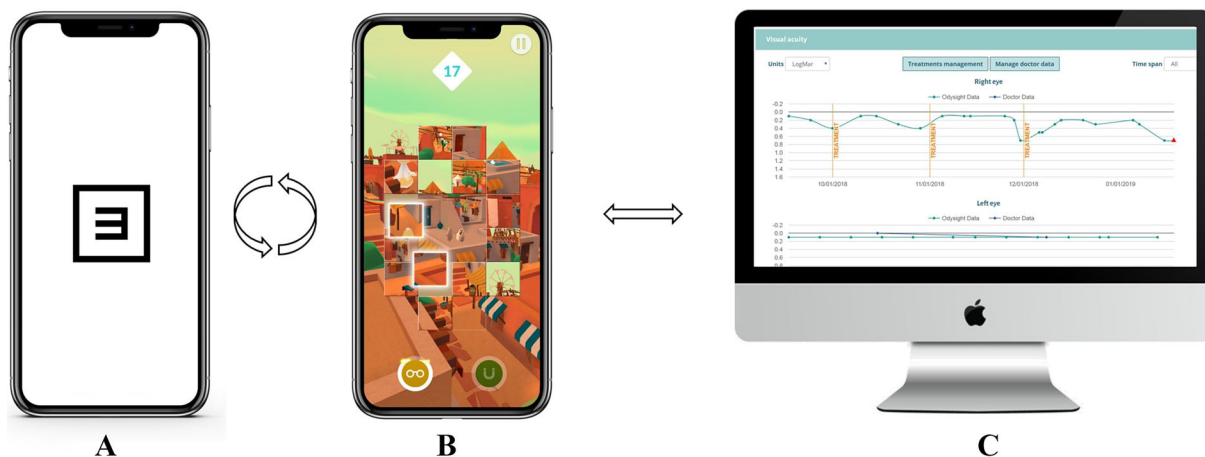 Ǝ
17
U
Visual acuity
Units LogMar Treatments management Manage doctor data Time span All
Right eye
Odysight Data Doctor Data
-0.2
0.0
0.2
0.4
0.6
0.8
1.0
1.2
1.4
1.6
TREATMENT TREATMENT TREATMENT
10/01/2018 11/01/2018 12/01/2018 01/01/2019
Left eye
Odysight Data Doctor Data
-0.2
0.0
0.2
0.4
0.6
0.8
A B C